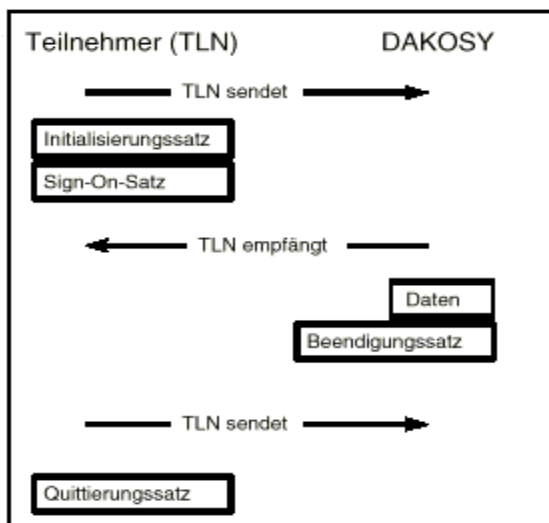 Teilnehmer (TLN) DAKOSY
TLN sendet
Initialisierungssatz
Sign-On-Satz
TLN empfängt
Daten
Beendigungssatz
TLN sendet
Quittierungssatz